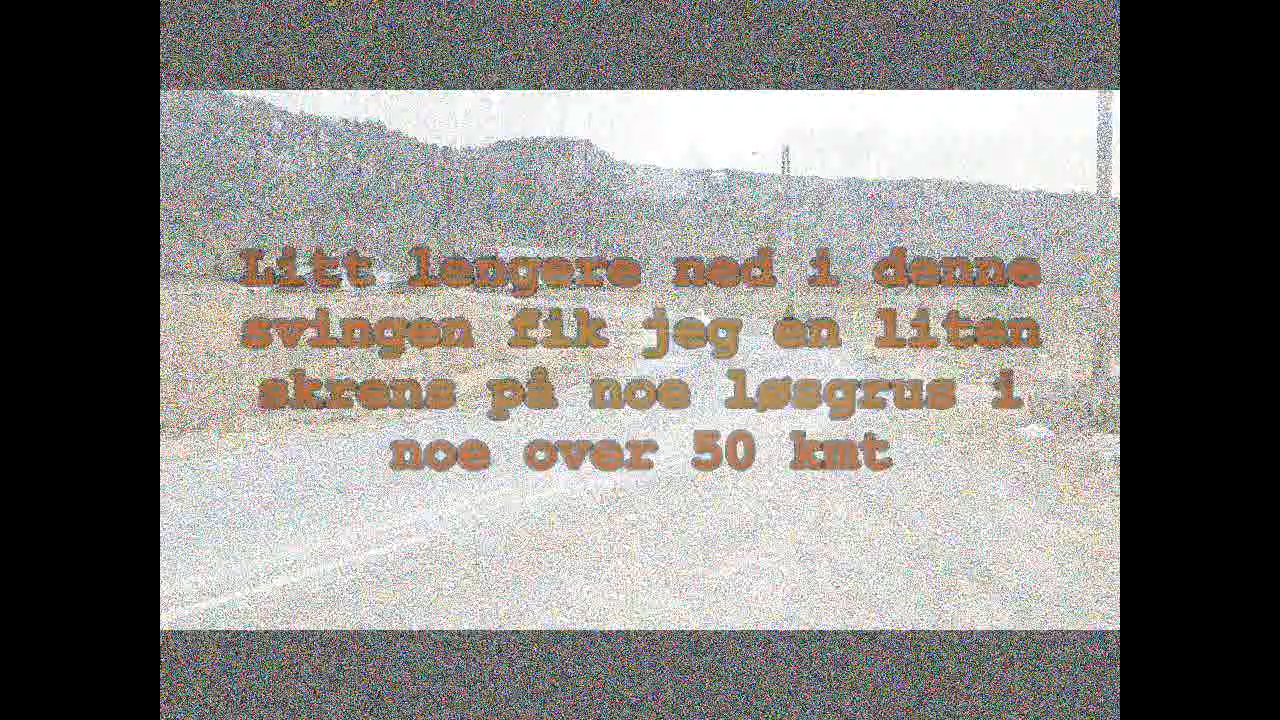 Litt lengere ned i denne
svingen fik jeg en liten
skrens på noe løsgrus i
noe over 50 kmt